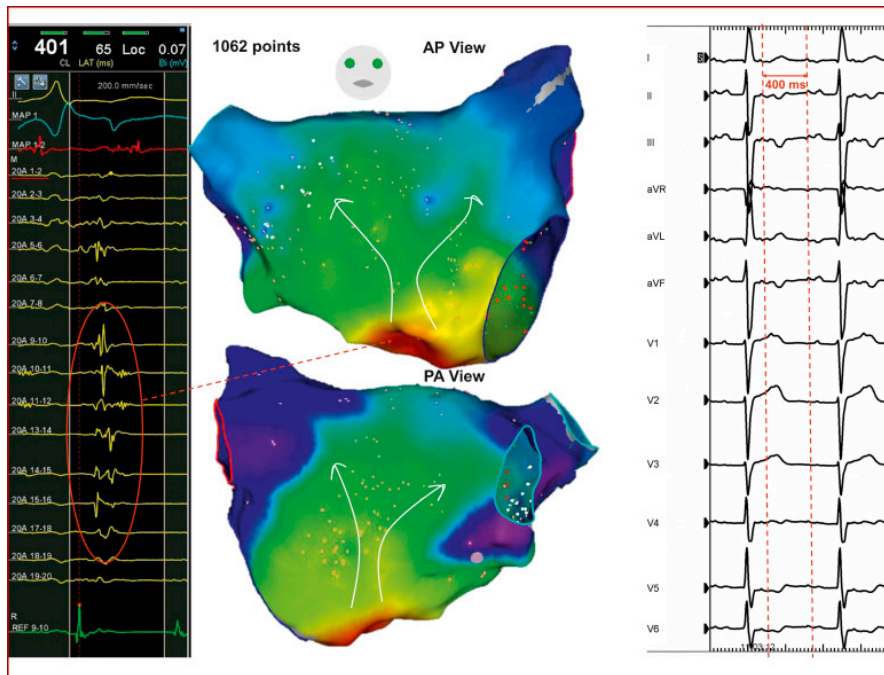 401 65 Loc 0.07
CL LAT (ms) Bi (mV)
200.0 mm/sec
II
MAP 1
MAP 1-2
M
20A 1-2
20A 2-3
20A 3-4
20A 5-6
20A 6-7
20A 7-8
20A 9-10
20A 10-11
20A 11-12
20A 13-14
20A 14-15
20A 15-16
20A 17-18
20A 18-19
20A 19-20
R
REF 9-10
1062 points
AP View
PA View
I
400 ms
II
III
aVR
aVL
aVF
V1
V2
V3
V4
V5
V6